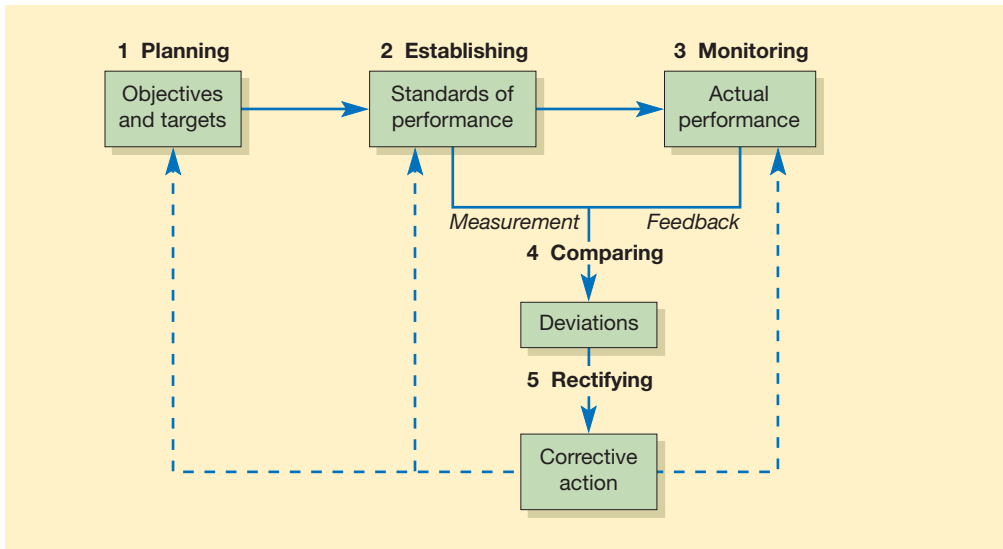 1 Planning
2 Establishing
3 Monitoring
Objectives
and targets
Standards of
performance
Actual
performance
Measurement
Feedback
4 Comparing
Deviations
5 Rectifying
Corrective
action